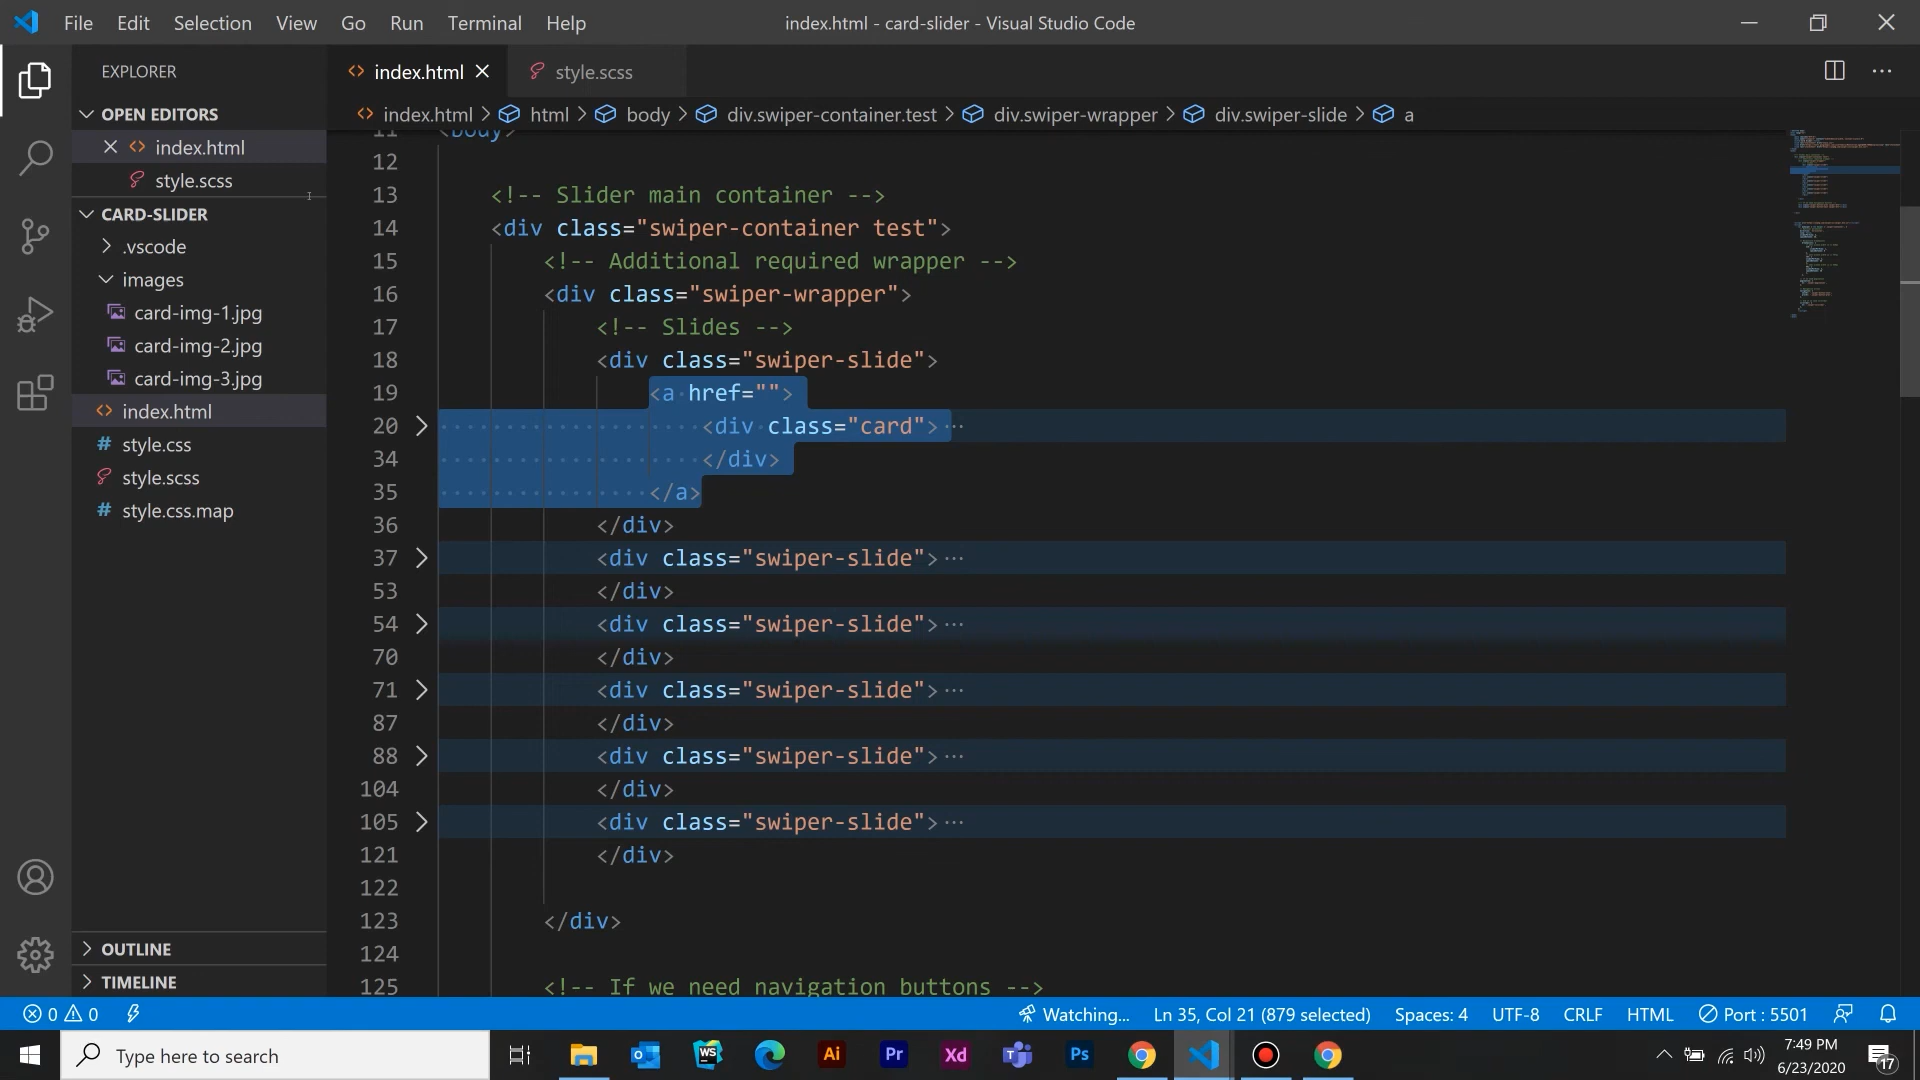 File Edit Selection View Go Run Terminal Help index.html - card-slider - Visual Studio Code
EXPLORER
index.html
style.scss
index.html > html > body > div.swiper-container.test > div.swiper-wrapper > div.swiper-slide > a
OPEN EDITORS
index.html
style.scss
CARD-SLIDER
.vscode
images
card-img-1.jpg
card-img-2.jpg
card-img-3.jpg
index.html
style.css
style.scss
style.css.map
OUTLINE
TIMELINE
11 <body>
12
13 <!-- Slider main container -->
14 <div class="swiper-container test">
15 <!-- Additional required wrapper -->
16 <div class="swiper-wrapper">
17 <!-- Slides -->
18 <div class="swiper-slide">
19 <a href="">
20 <div class="card">···
34 </div>
35 </a>
36 </div>
37 <div class="swiper-slide">···
53 </div>
54 <div class="swiper-slide">···
70 </div>
71 <div class="swiper-slide">···
87 </div>
88 <div class="swiper-slide">···
104 </div>
105 <div class="swiper-slide">···
121 </div>
122
123 </div>
124
125 <!-- If we need navigation buttons -->
0 0 Watching... Ln 35, Col 21 (879 selected) Spaces: 4 UTF-8 CRLF HTML Port : 5501
Type here to search
WS Ai Pr Xd Ps
7:49 PM
6/23/2020
17